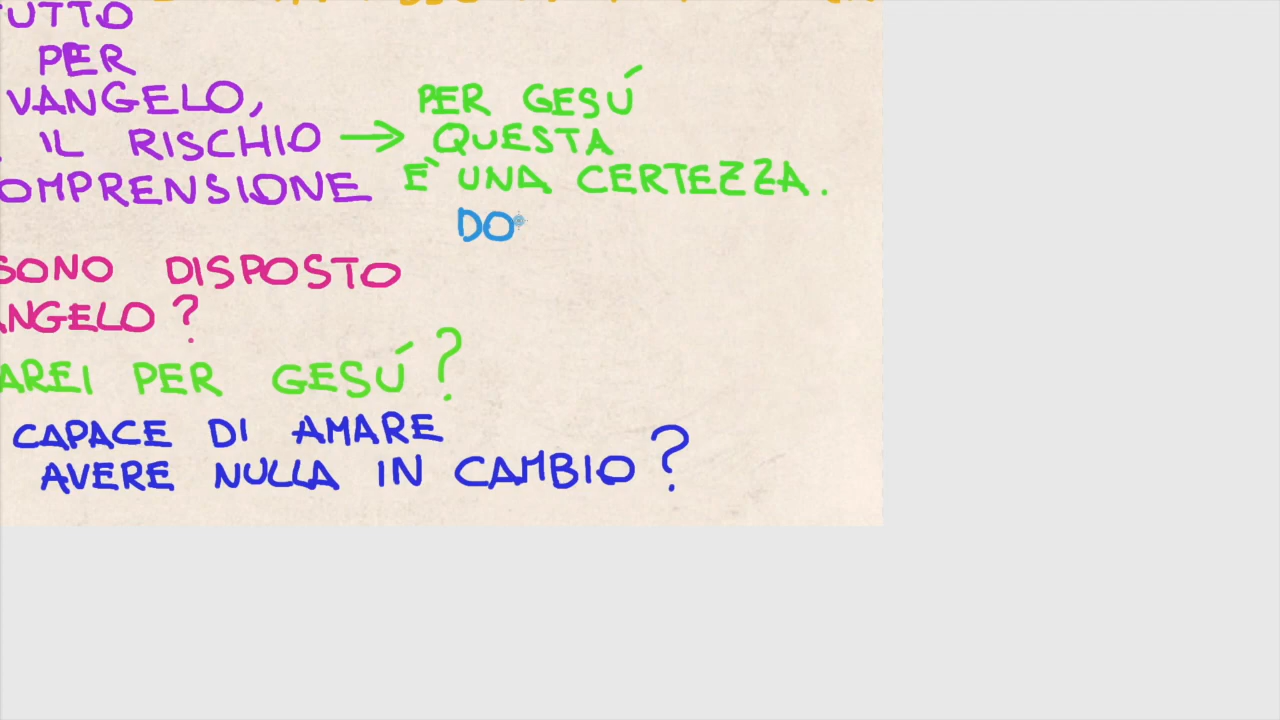 UTTO
PER
VANGELO,
IL RISCHIO → PER GESÚ
QUESTA
OMPRENSIONE È UNA CERTEZZA.
DO
SONO DISPOSTO
ANGELO?
AREI PER GESÚ?
CAPACE DI AMARE
AVERE NULLA IN CAMBIO?